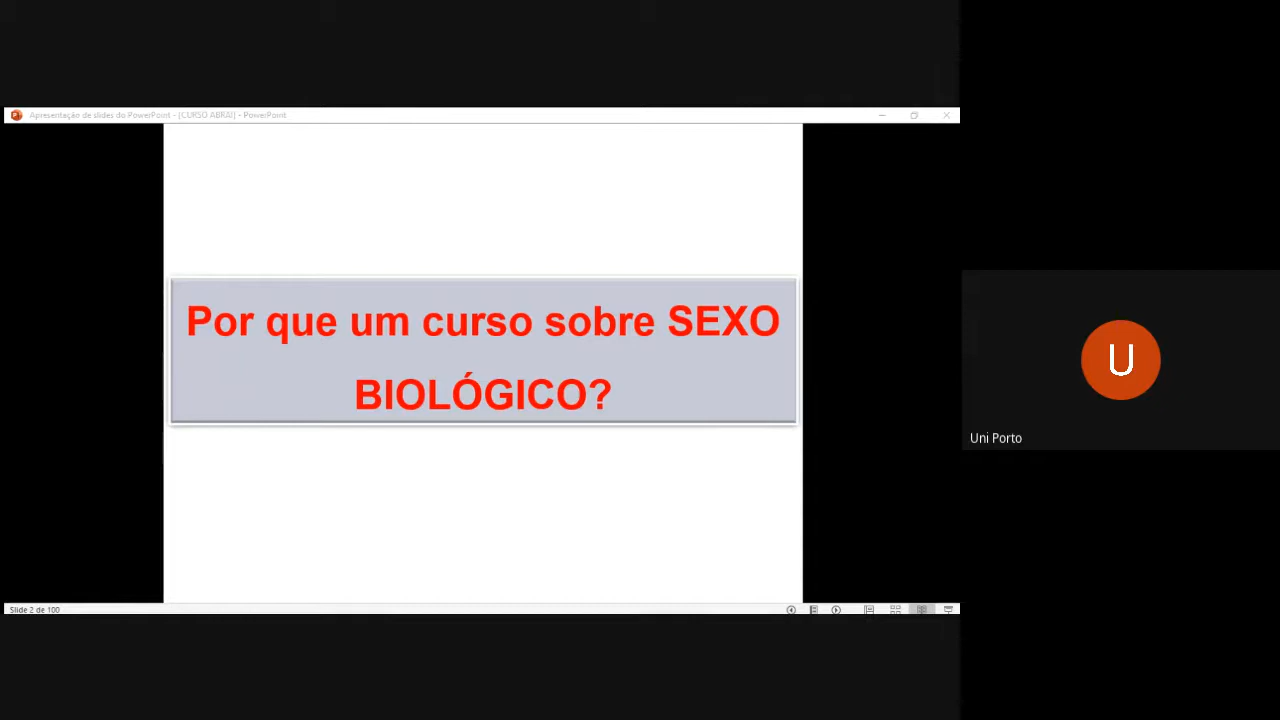 Apresentação de slides do PowerPoint - [CURSO ABRAI] - PowerPoint
Por que um curso sobre SEXO
BIOLÓGICO?
U
Uni Porto
Slide 2 de 100